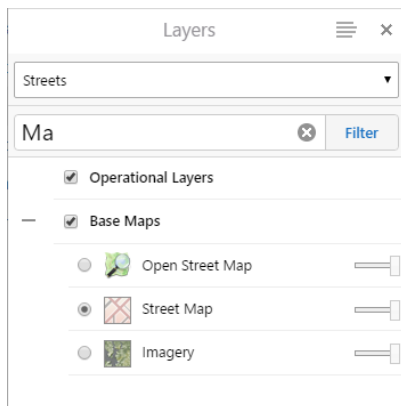 Layers
Streets
Ma Filter
Operational Layers
Base Maps
Open Street Map
Street Map
Imagery